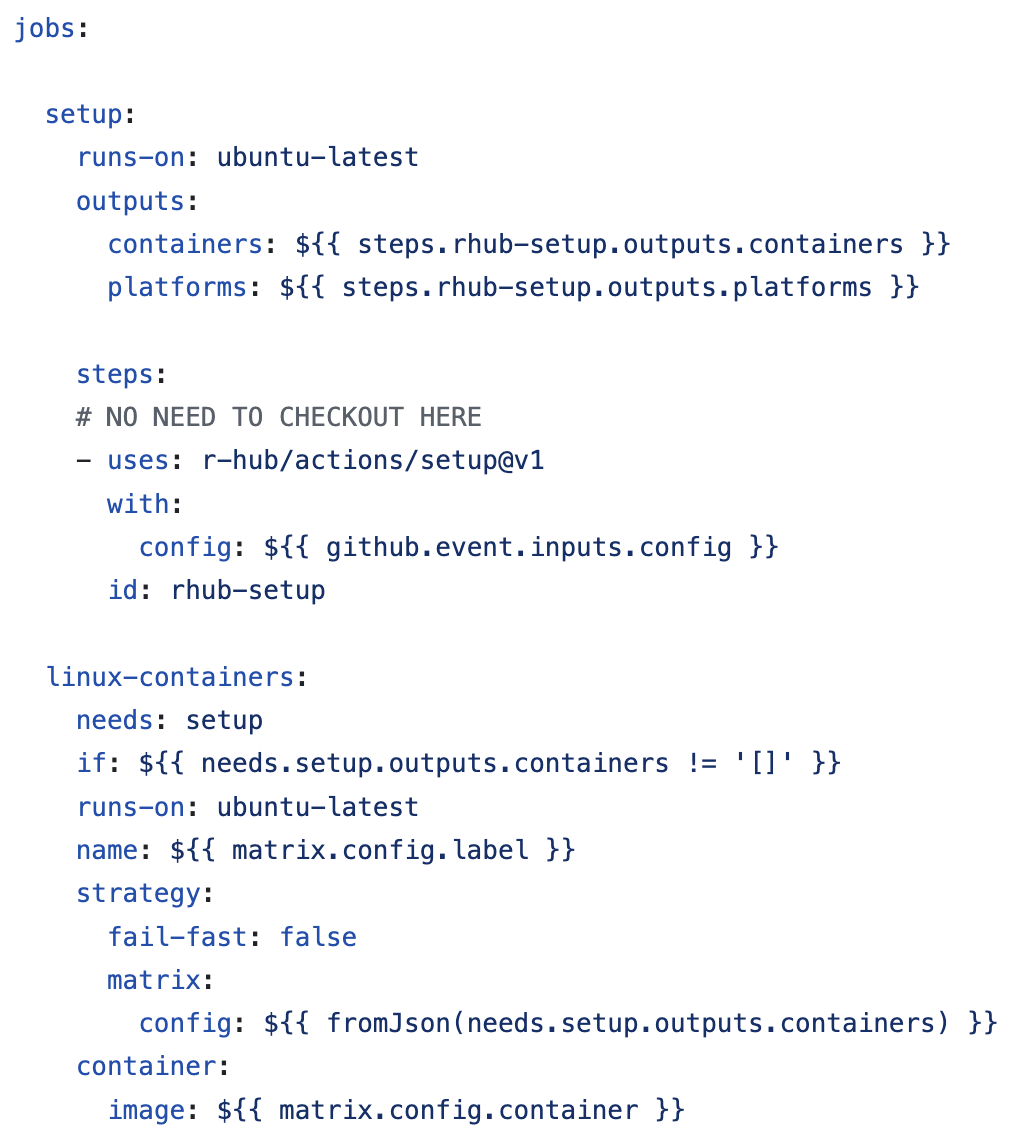 jobs:

  setup:
    runs-on: ubuntu-latest
    outputs:
      containers: ${{ steps.rhub-setup.outputs.containers }}
      platforms: ${{ steps.rhub-setup.outputs.platforms }}

    steps:
    # NO NEED TO CHECKOUT HERE
    - uses: r-hub/actions/setup@v1
      with:
        config: ${{ github.event.inputs.config }}
      id: rhub-setup

  linux-containers:
    needs: setup
    if: ${{ needs.setup.outputs.containers != '[]' }}
    runs-on: ubuntu-latest
    name: ${{ matrix.config.label }}
    strategy:
      fail-fast: false
      matrix:
        config: ${{ fromJson(needs.setup.outputs.containers) }}
    container:
      image: ${{ matrix.config.container }}